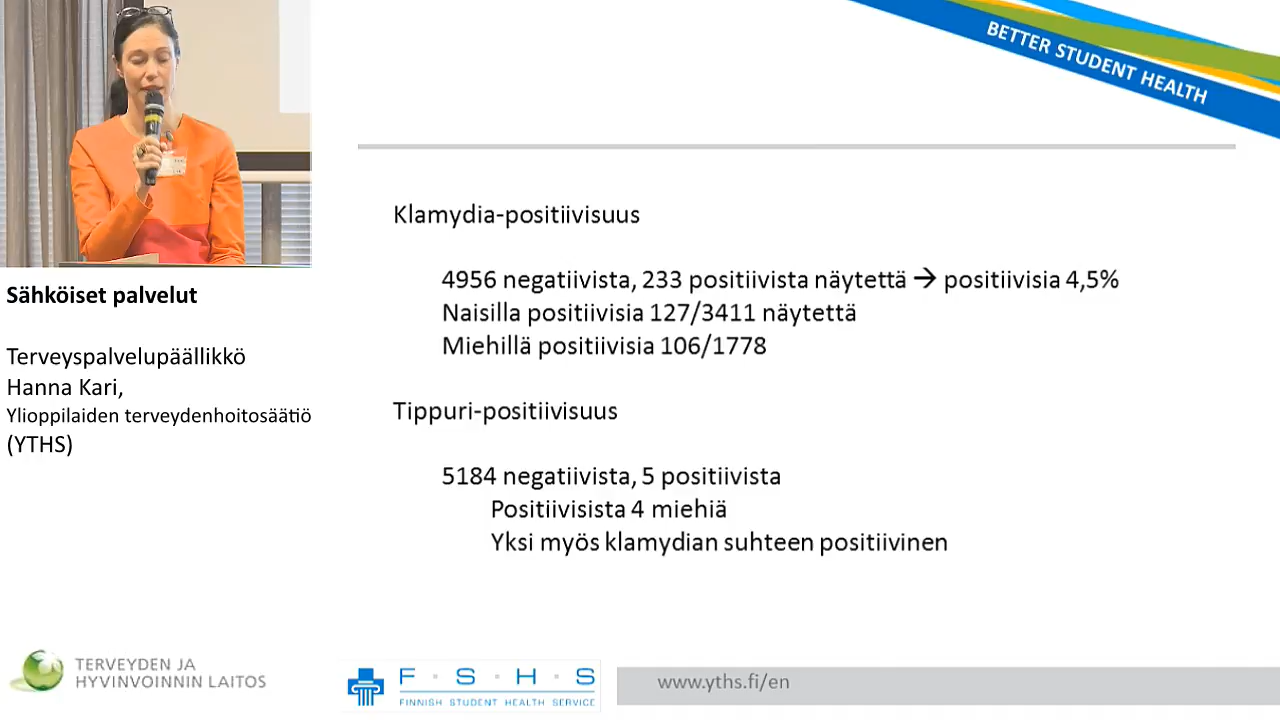 BETTER STUDENT HEALTH
Klamydia-positiivisuus
4956 negatiivista, 233 positiivista näytettä → positiivisia 4,5%
Naisilla positiivisia 127/3411 näytettä
Miehillä positiivisia 106/1778
Tippuri-positiivisuus
5184 negatiivista, 5 positiivista
Positiivisista 4 miehiä
Yksi myös klamydian suhteen positiivinen
Sähköiset palvelut
Terveyspalvelupäällikkö
Hanna Kari,
Ylioppilaiden terveydenhoitosäätiö
(YTHS)
TERVEYDEN JA
HYVINVOINNIN LAITOS
F·S·H·S
FINNISH STUDENT HEALTH SERVICE
www.yths.fi/en